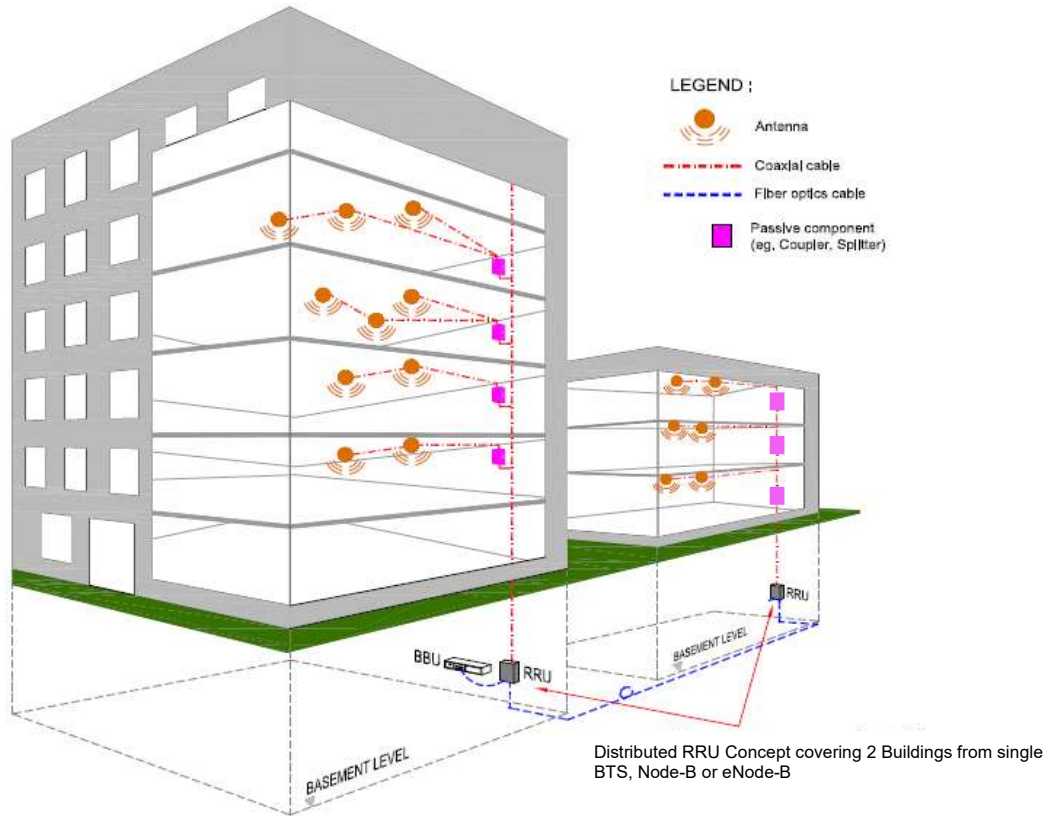 LEGEND :
Antenna
Coaxial cable
Fiber optics cable
Passive component
(eg, Coupler, Splitter)
RRU
BASEMENT LEVEL
BBU
RRU
BASEMENT LEVEL
Distributed RRU Concept covering 2 Buildings from single
BTS, Node-B or eNode-B